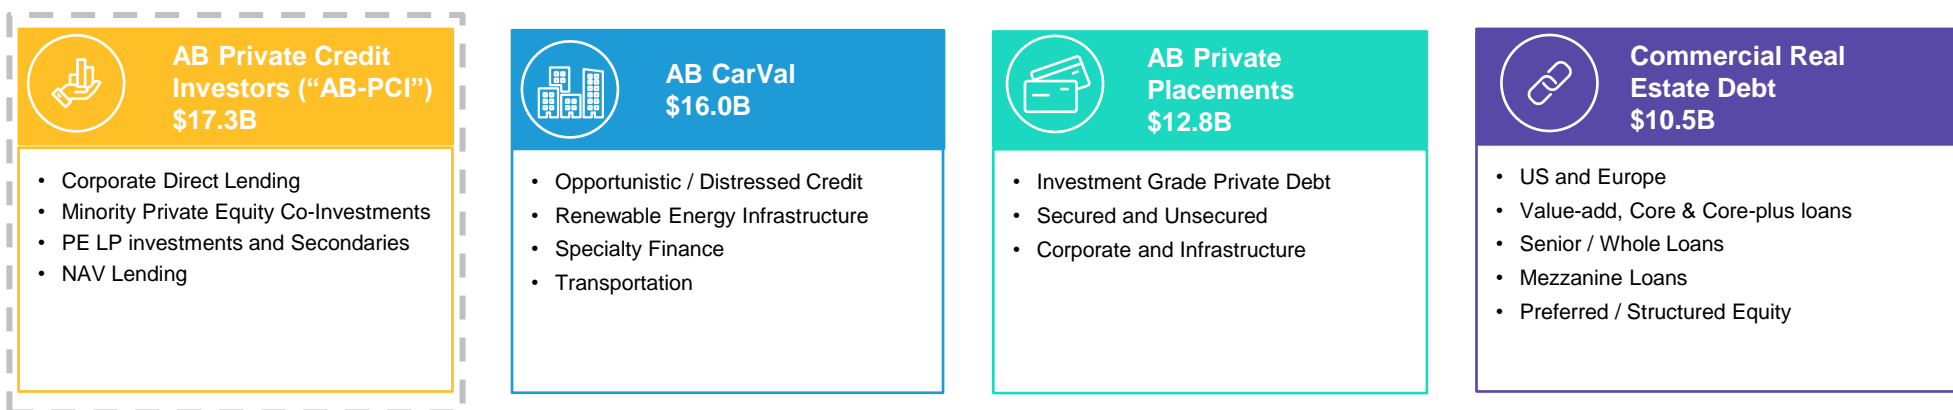 AB Private Credit
Investors (“AB-PCI”)
$17.3B
• Corporate Direct Lending
• Minority Private Equity Co-Investments
• PE LP investments and Secondaries
• NAV Lending
AB CarVal
$16.0B
• Opportunistic / Distressed Credit
• Renewable Energy Infrastructure
• Specialty Finance
• Transportation
AB Private
Placements
$12.8B
• Investment Grade Private Debt
• Secured and Unsecured
• Corporate and Infrastructure
Commercial Real
Estate Debt
$10.5B
• US and Europe
• Value-add, Core & Core-plus loans
• Senior / Whole Loans
• Mezzanine Loans
• Preferred / Structured Equity